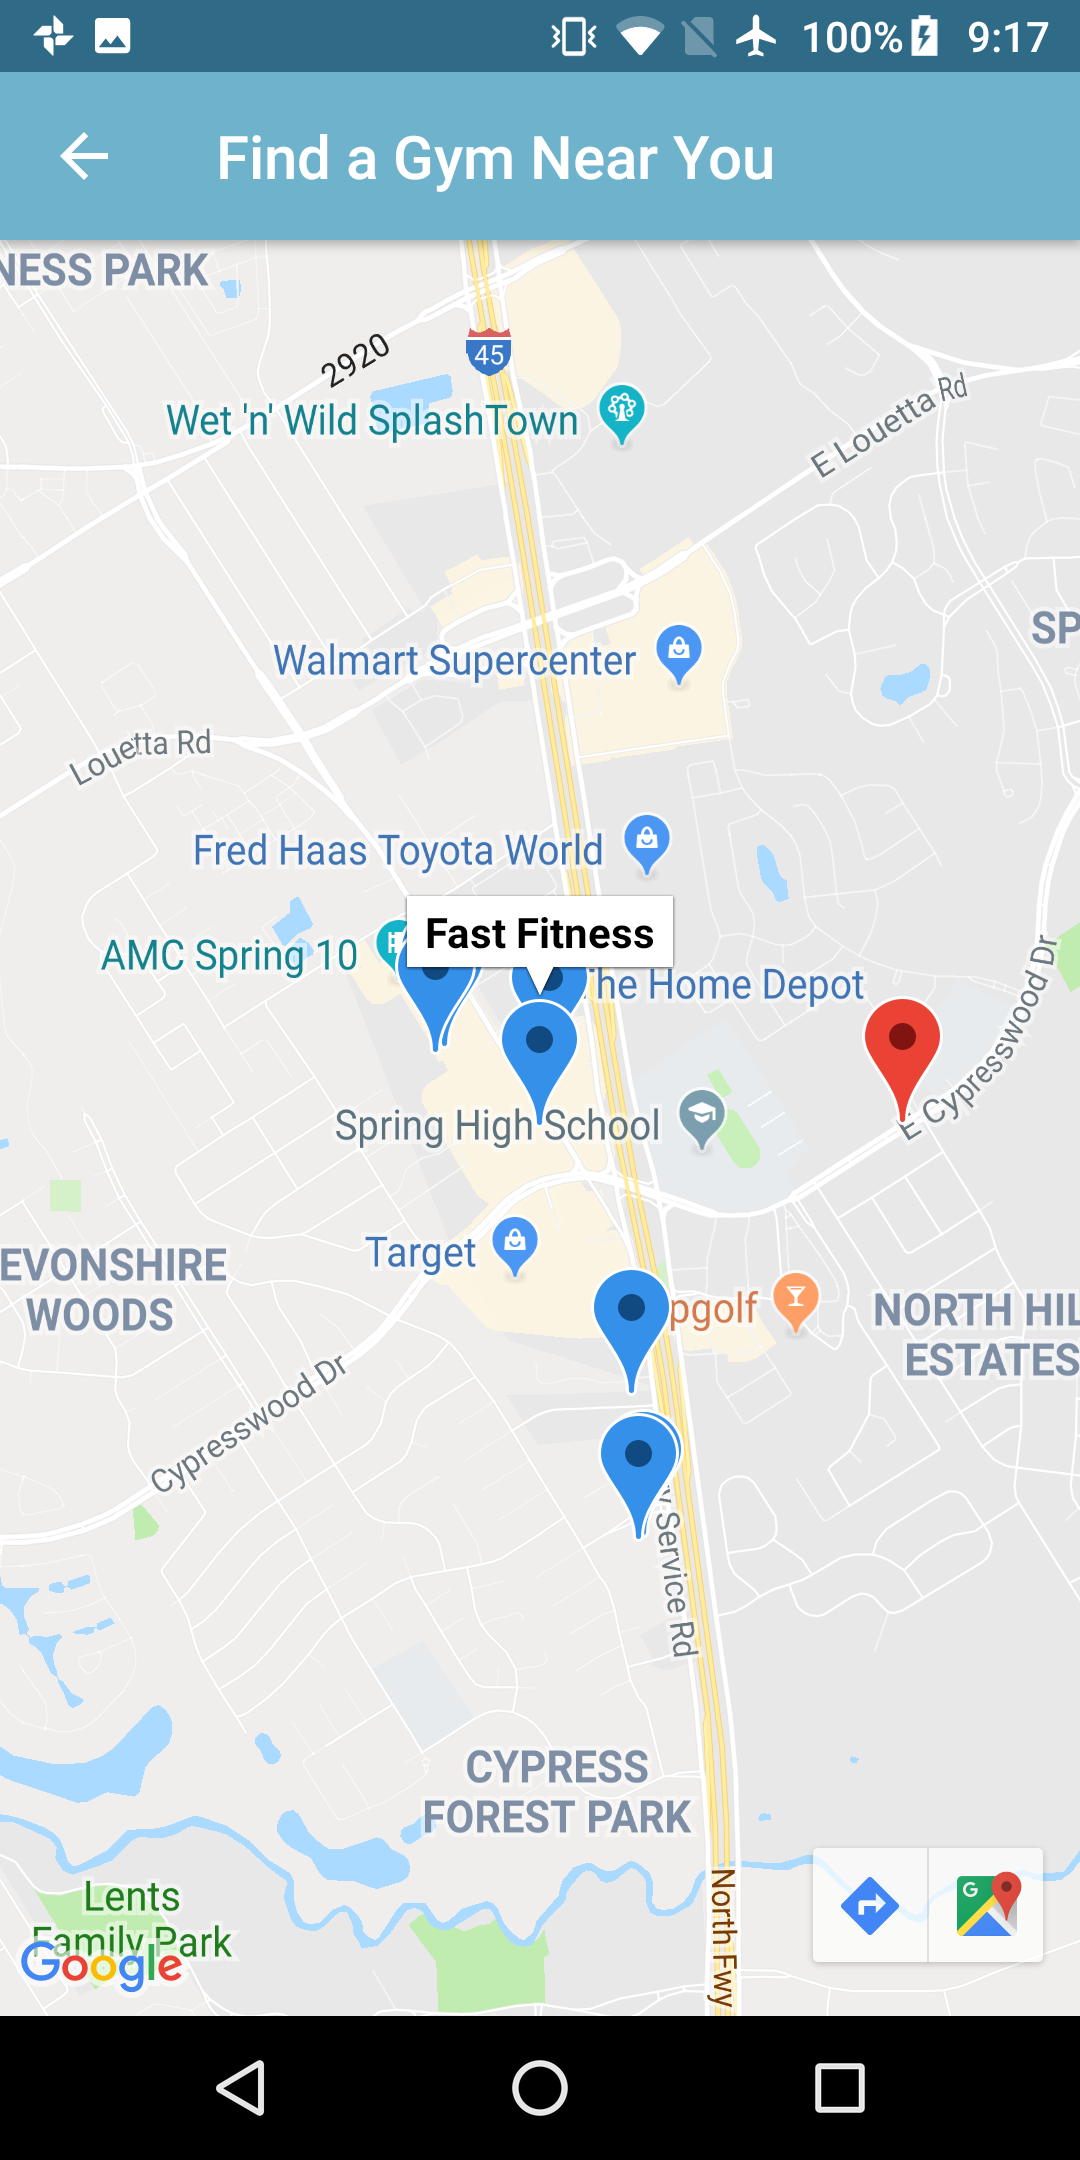 100% 9:17
Find a Gym Near You
NESS PARK
2920
45
Wet 'n' Wild SplashTown
E Louetta Rd
SP
Walmart Supercenter
Louetta Rd
Fred Haas Toyota World
Fast Fitness
AMC Spring 10
The Home Depot
E Cypresswood Dr
Spring High School
Target
EVONSHIRE
WOODS
pgolf
NORTH HIL
ESTATES
Cypresswood Dr
Service Rd
CYPRESS
FOREST PARK
North Fwy
Lents
Family Park
Google
G